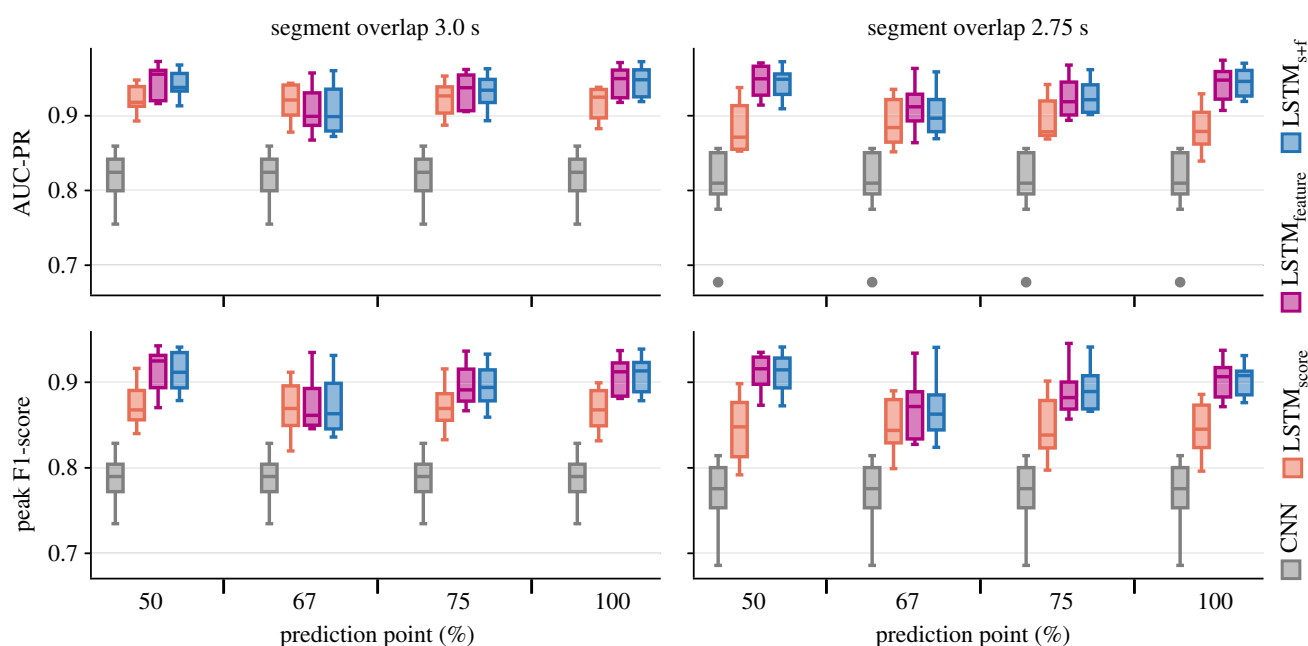 segment overlap 3.0 s
segment overlap 2.75 s
AUC-PR
0.9
0.8
0.7
peak F1-score
0.9
0.8
0.7
50 67 75 100
50 67 75 100
prediction point (%)
prediction point (%)
CNN
LSTMscore
LSTMfeature
LSTMs+f